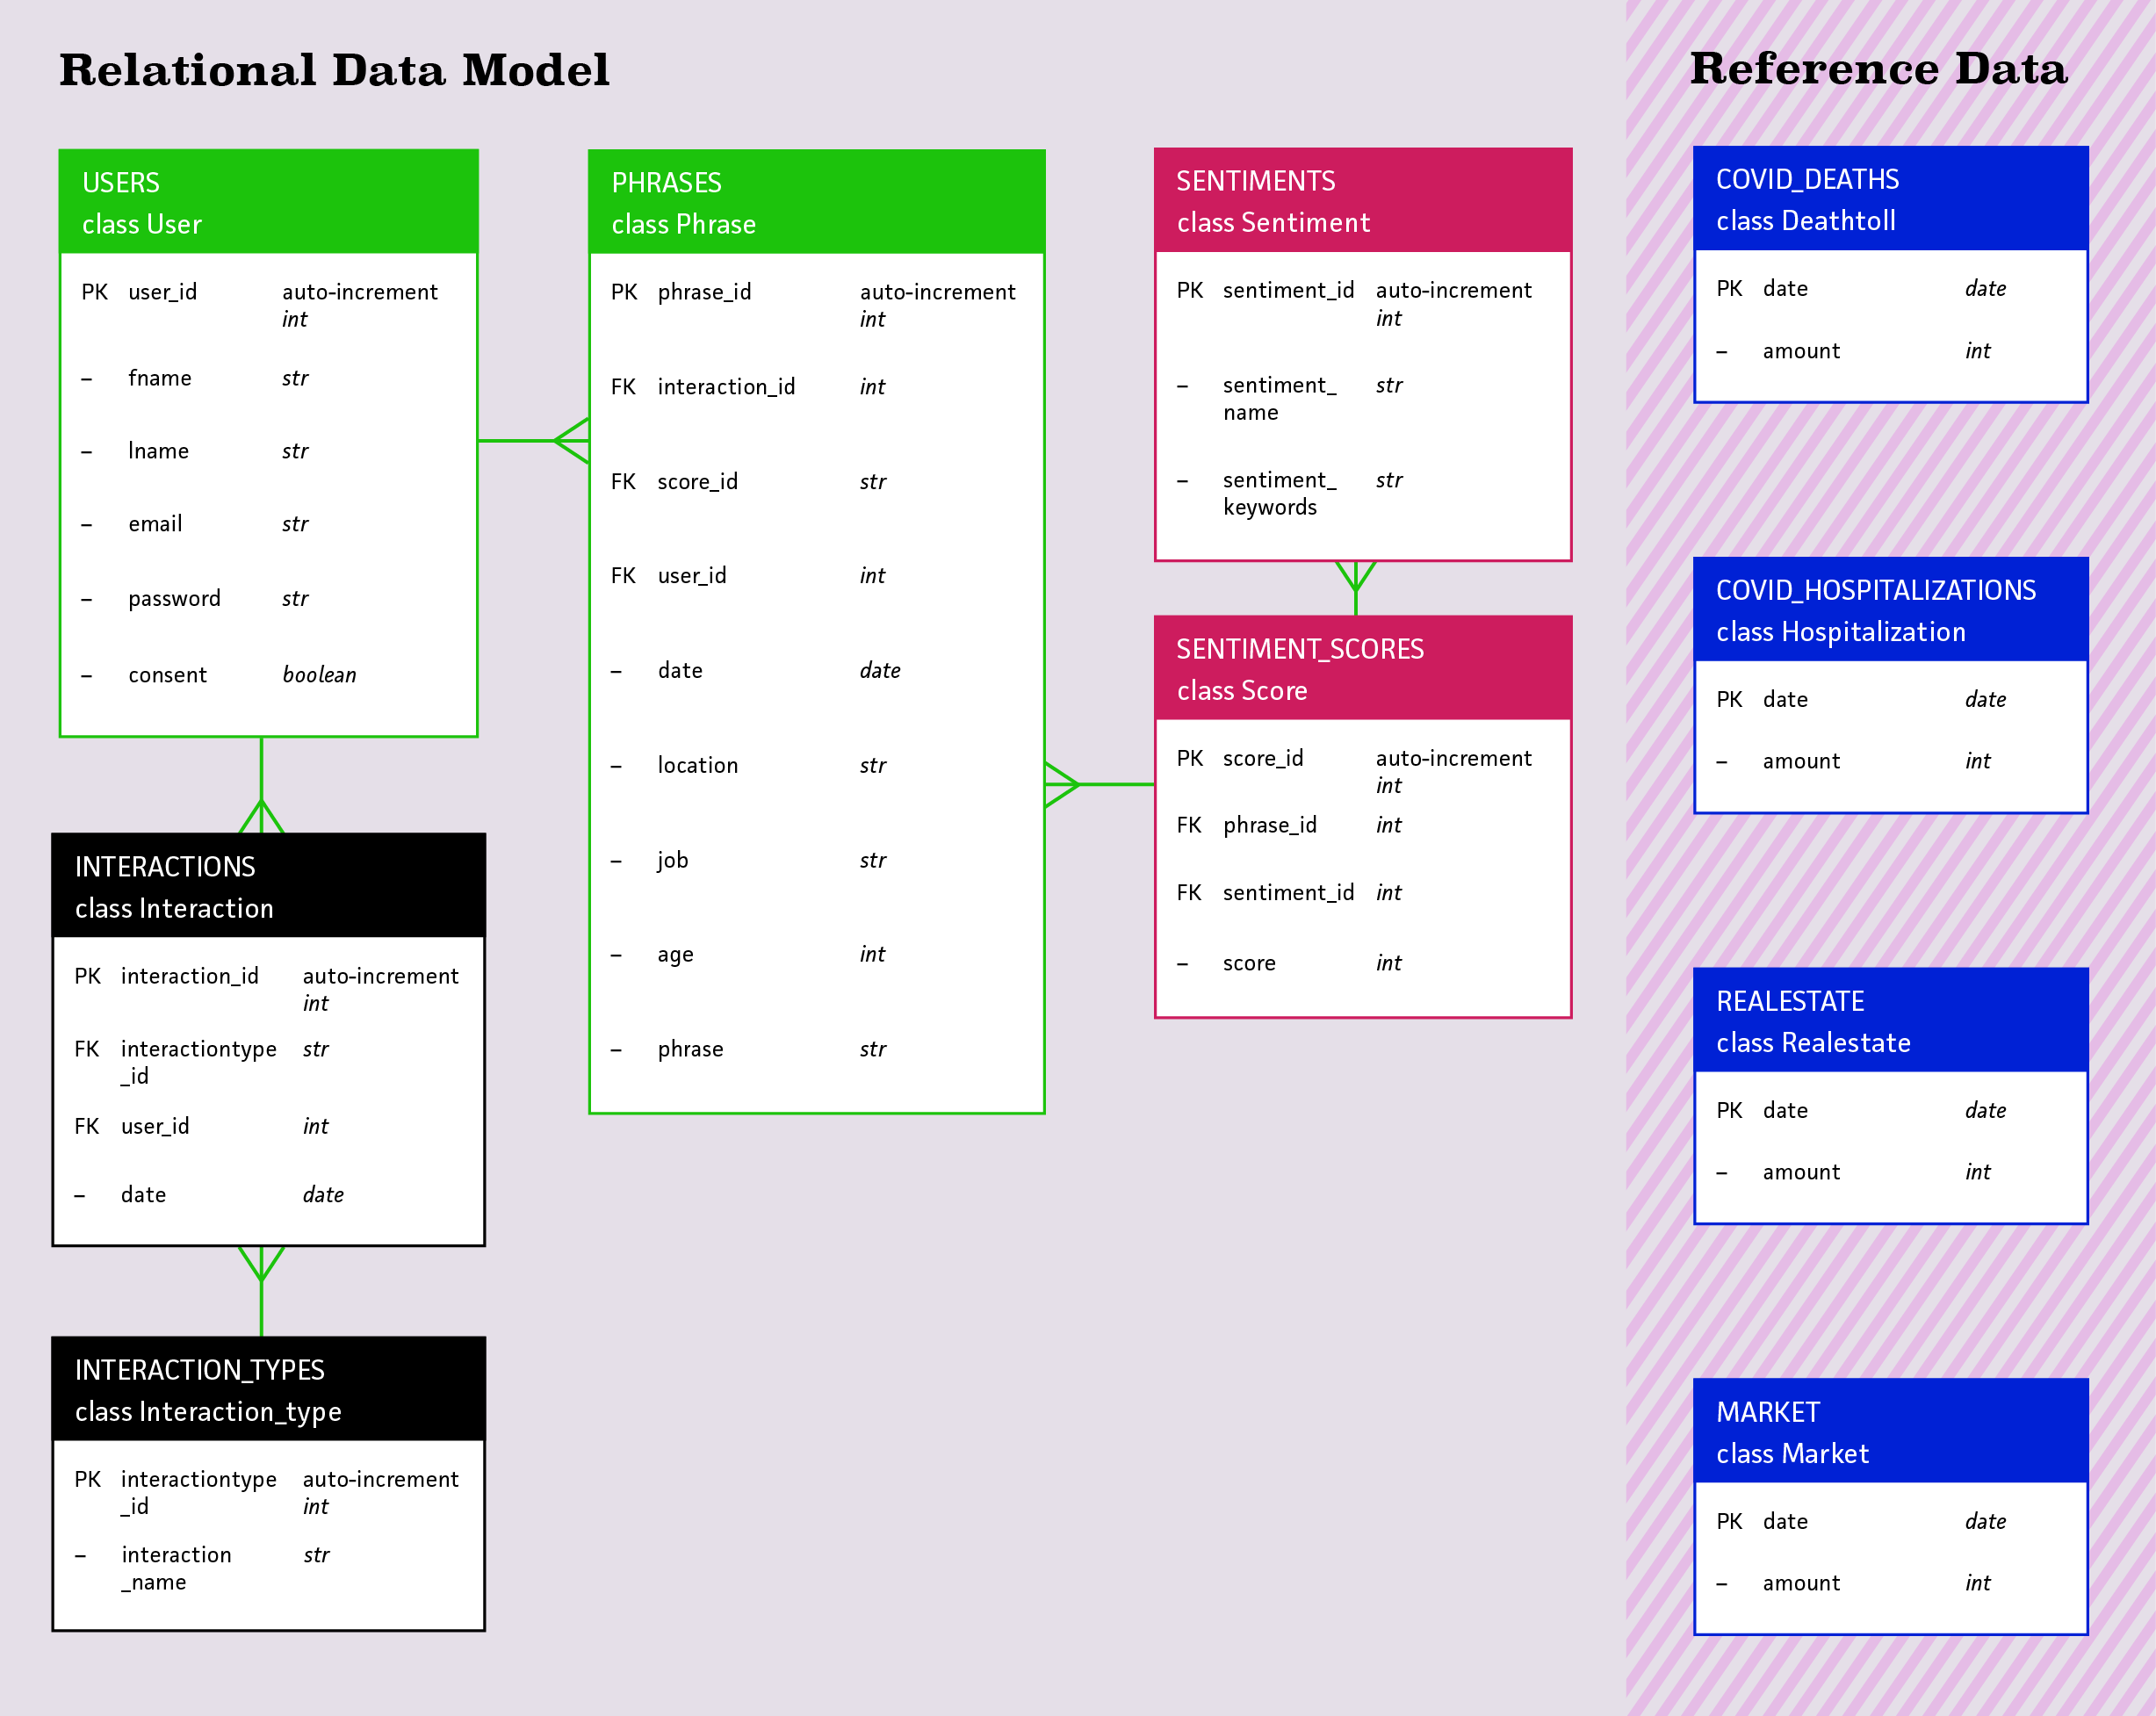 Relational Data Model
USERS
class User
PK user_id auto-increment
int
– fname str
– lname str
– email str
– password str
– consent boolean
INTERACTIONS
class Interaction
PK interaction_id auto-increment
int
FK interactiontype str
_id
FK user_id int
– date date
INTERACTION_TYPES
class Interaction_type
PK interactiontype auto-increment
_id int
– interaction str
_name
PHRASES
class Phrase
PK phrase_id auto-increment
int
FK interaction_id int
FK score_id str
FK user_id int
– date date
– location str
– job str
– age int
– phrase str
SENTIMENTS
class Sentiment
PK sentiment_id auto-increment
int
– sentiment_ str
name
– sentiment_ str
keywords
SENTIMENT_SCORES
class Score
PK score_id auto-increment
int
FK phrase_id int
FK sentiment_id int
– score int
Reference Data
COVID_DEATHS
class Deathtoll
PK date date
– amount int
COVID_HOSPITALIZATIONS
class Hospitalization
PK date date
– amount int
REALESTATE
class Realestate
PK date date
– amount int
MARKET
class Market
PK date date
– amount int